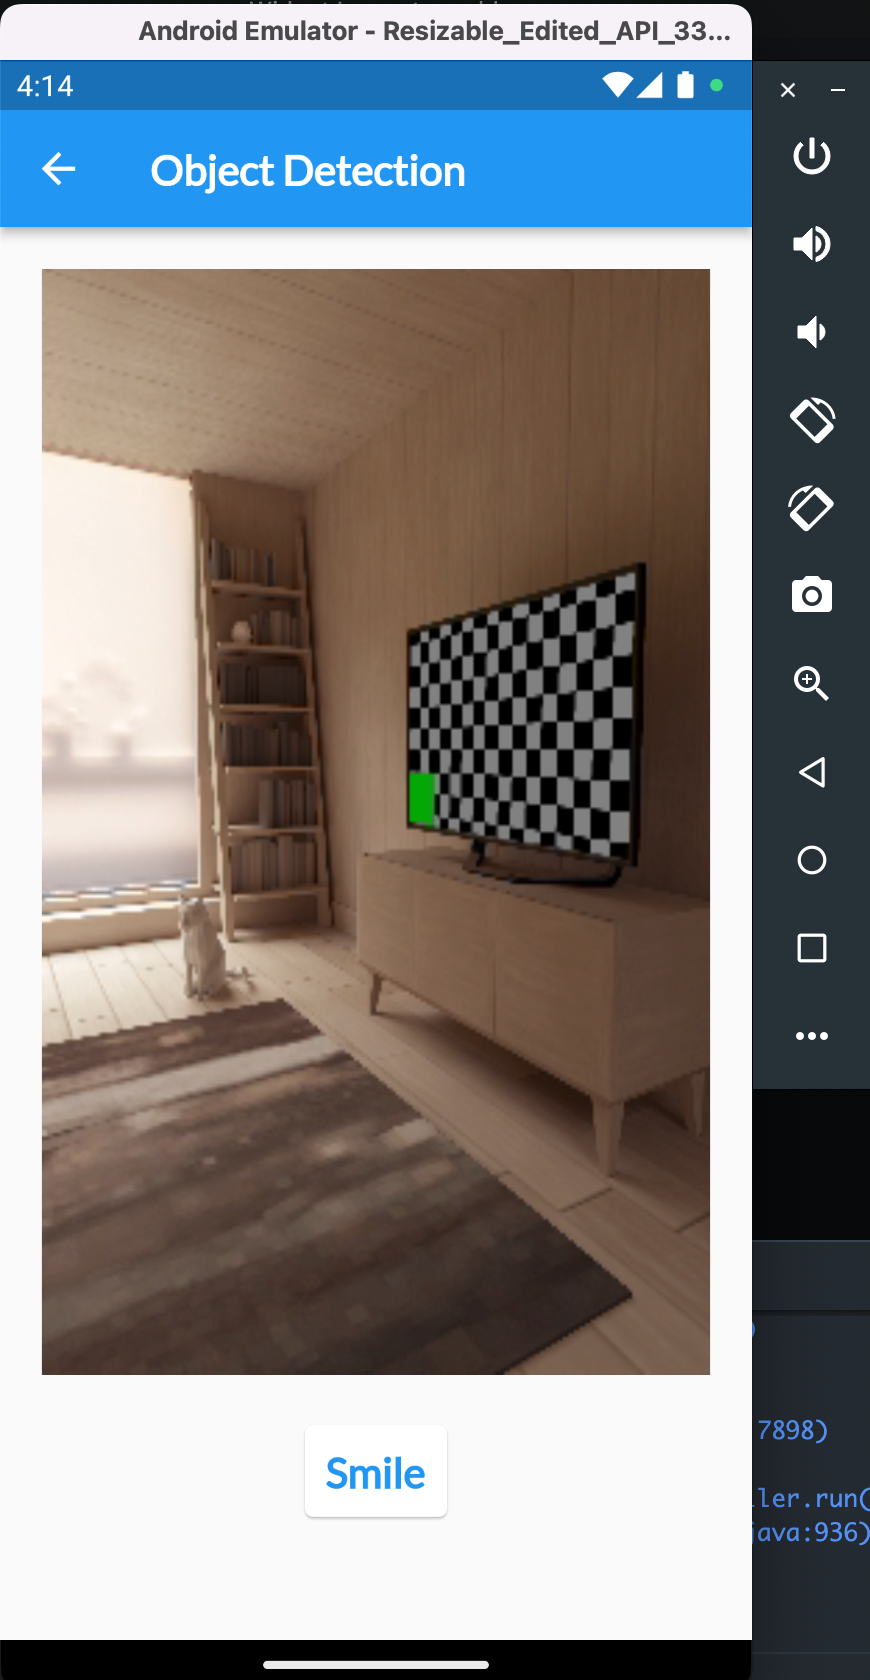 Android Emulator - Resizable_Edited_API_33...
4:14
Object Detection
Smile
7898)
ler.run(
java:936)